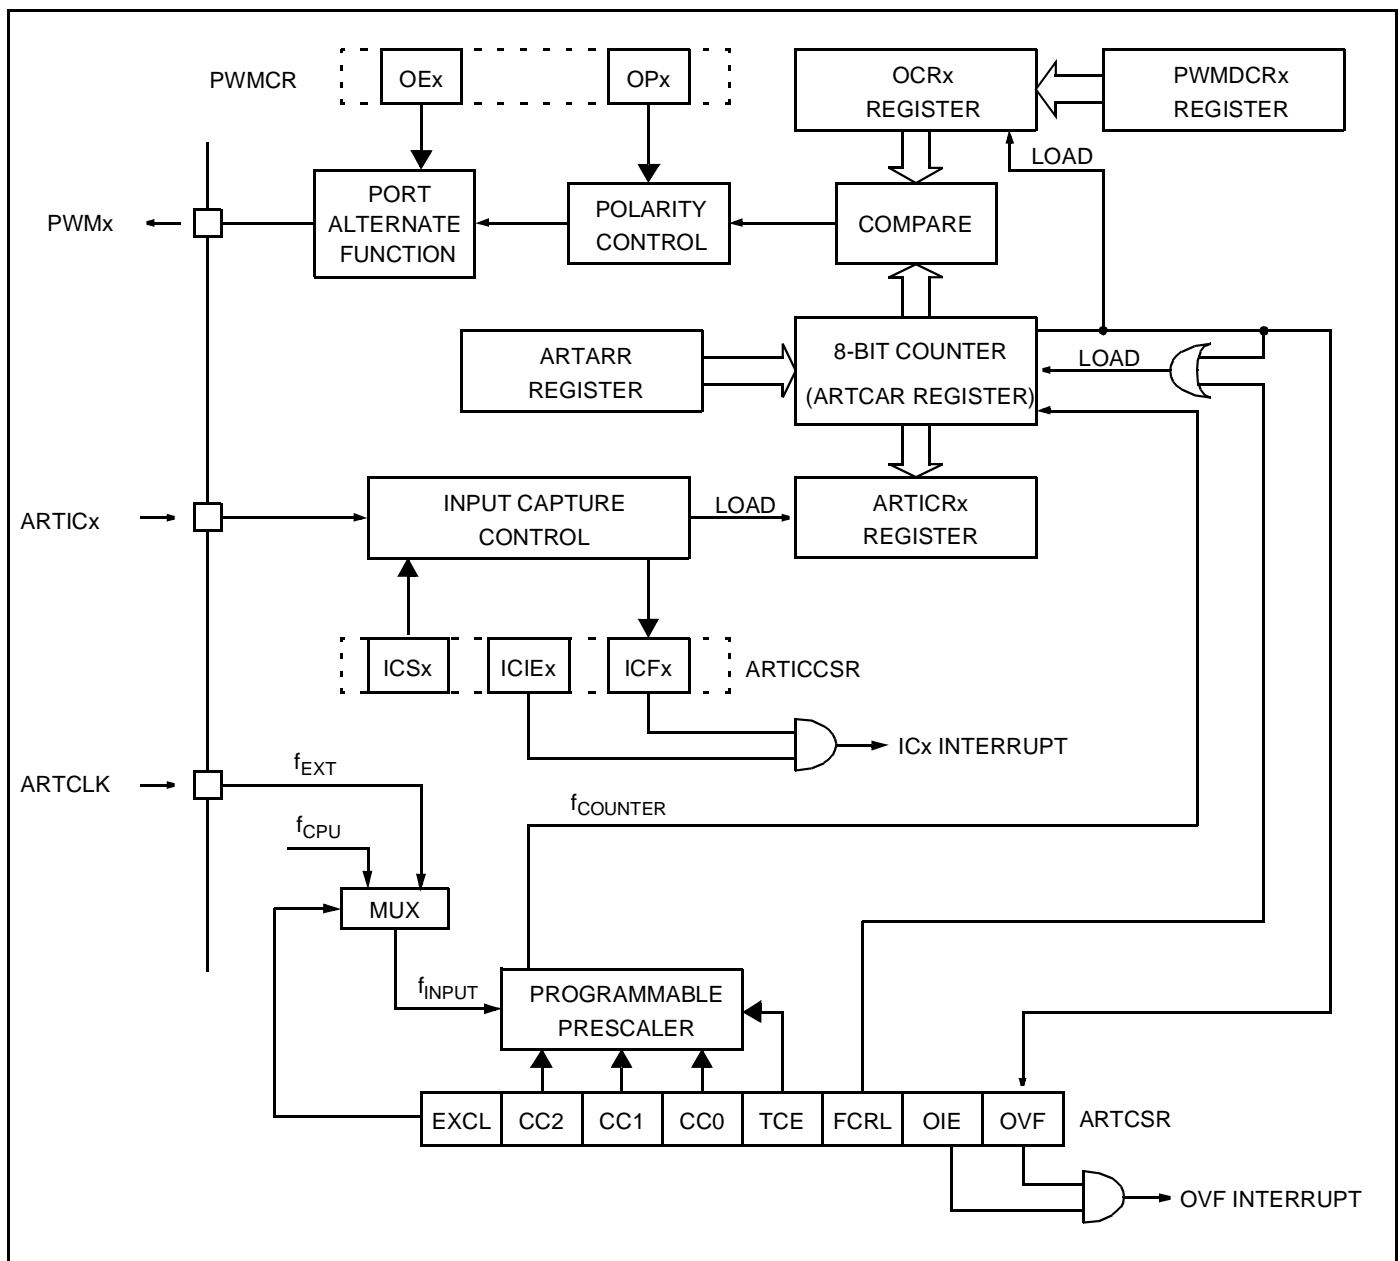 PWMCR
OEx
OPx
OCRx
REGISTER
PWMDCRx
REGISTER
LOAD
PWMx
PORT
ALTERNATE
FUNCTION
POLARITY
CONTROL
COMPARE
ARTARR
REGISTER
8-BIT COUNTER
(ARTCAR REGISTER)
LOAD
ARTICx
INPUT CAPTURE
CONTROL
LOAD
ARTICRx
REGISTER
ICSx
ICIEx
ICFx
ARTICCSR
ICx INTERRUPT
ARTCLK
fEXT
fCPU
fCOUNTER
MUX
fINPUT
PROGRAMMABLE
PRESCALER
EXCL
CC2
CC1
CC0
TCE
FCRL
OIE
OVF
ARTCSR
OVF INTERRUPT